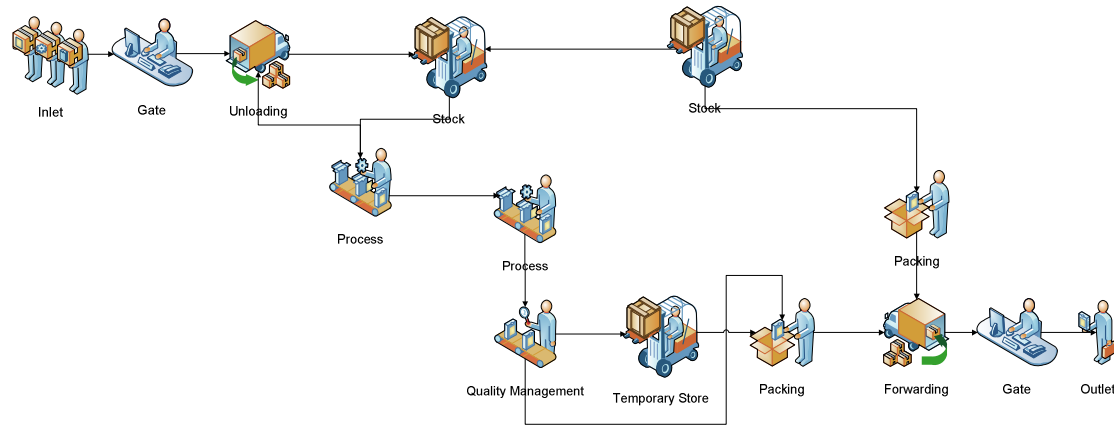 Inlet
Gate
Unloading
Stock
Stock
Process
Process
Packing
Quality Management
Temporary Store
Packing
Forwarding
Gate
Outlet